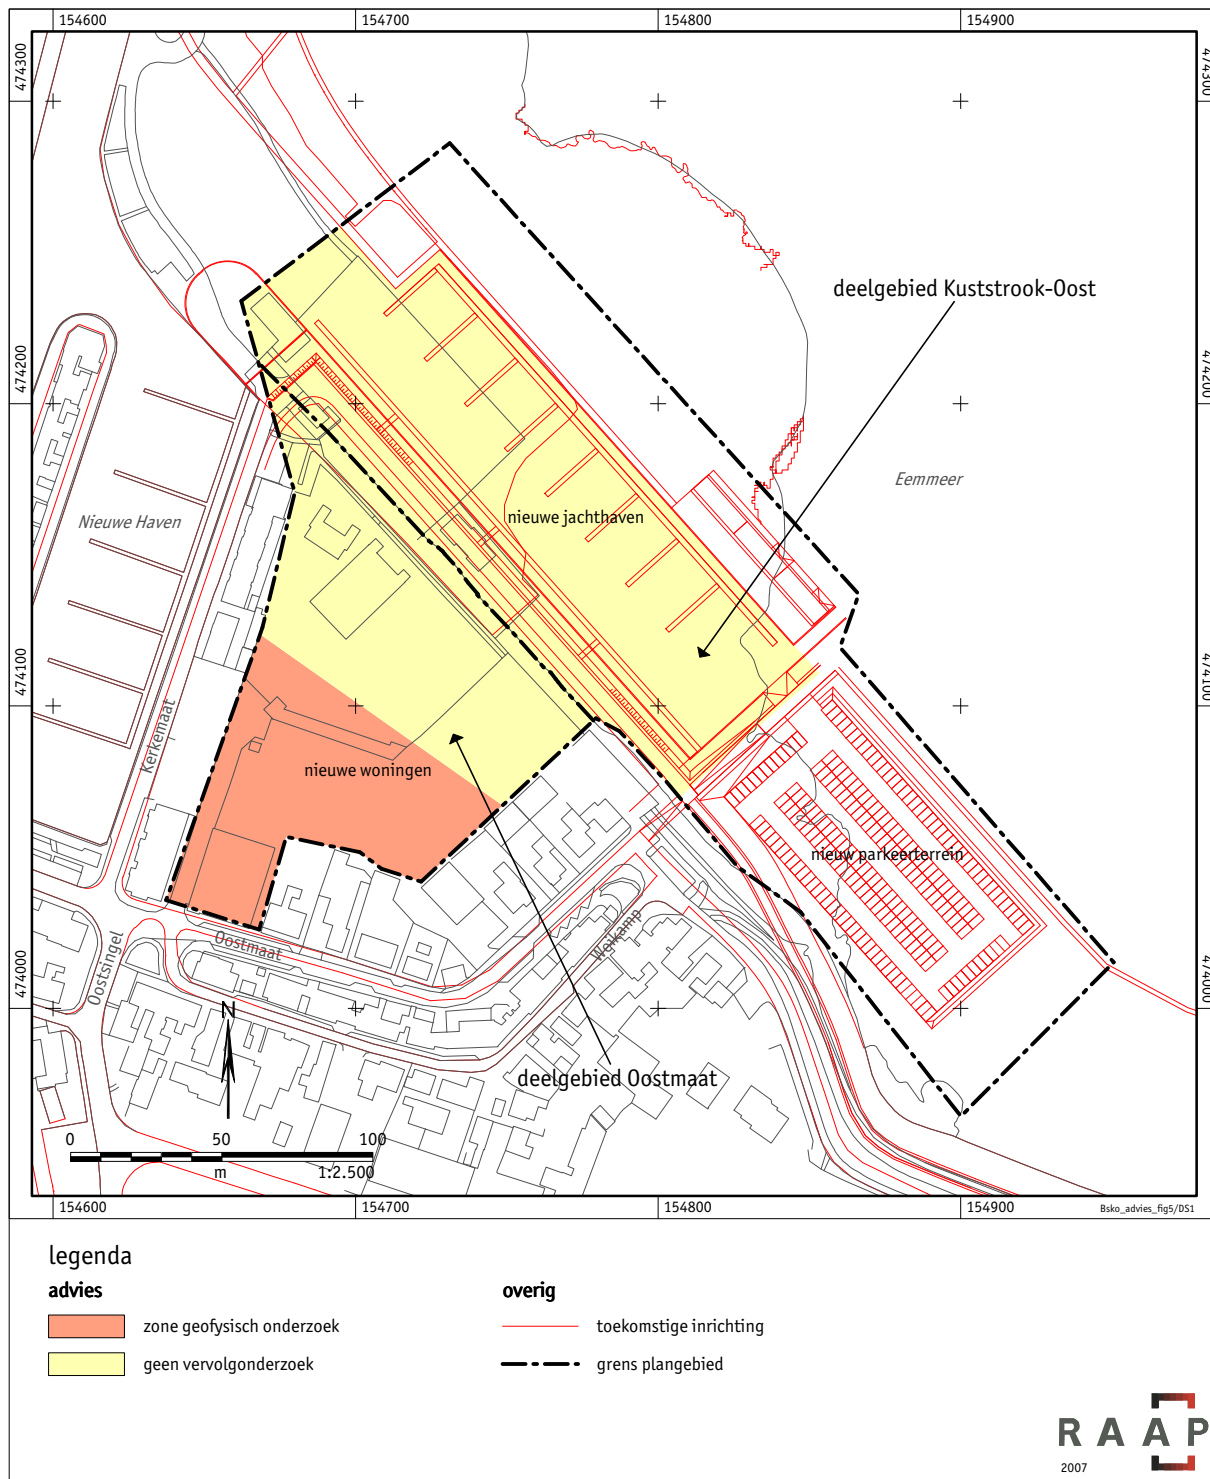 154600
154700
154800
154900
474300
474300
deelgebied Kuststrook-Oost
474200
474200
Eemmeer
Nieuwe Haven
nieuwe jachthaven
474100
474100
Kerkemaat
nieuwe woningen
nieuw parkeerterrein
Oostmaat
Weikamp
Oostsingel
474000
474000
N
deelgebied Oostmaat
0 50 100
m 1:2.500
154600
154700
154800
154900
Bsko_advies_fig5/DS1
legenda
advies
overig
zone geofysisch onderzoek
toekomstige inrichting
geen vervolgonderzoek
grens plangebied
RAAP
2007